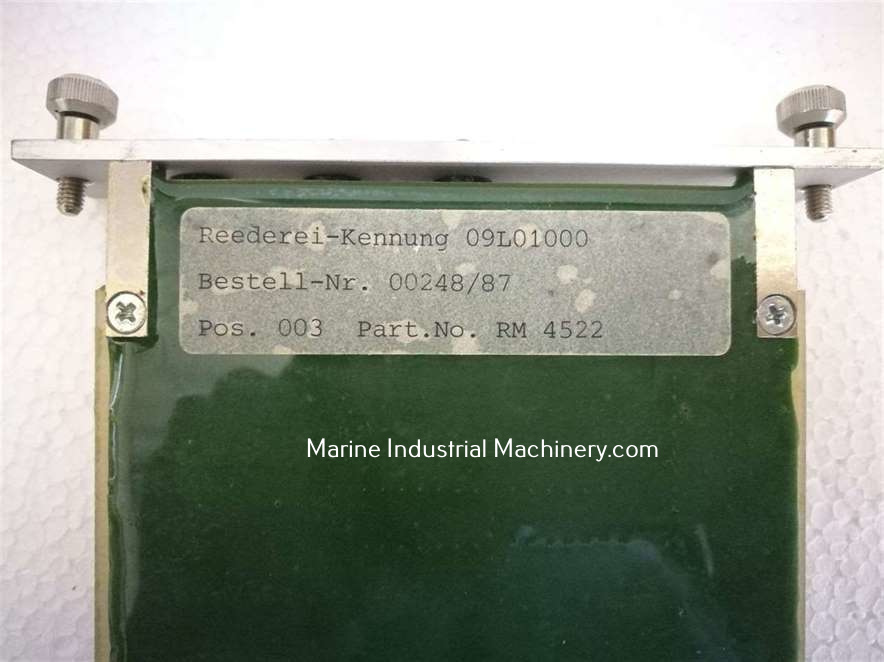 Reederei-Kennung 09L01000
Bestell-Nr. 00248/87
Pos. 003 Part.No. RM 4522
Marine Industrial Machinery.com